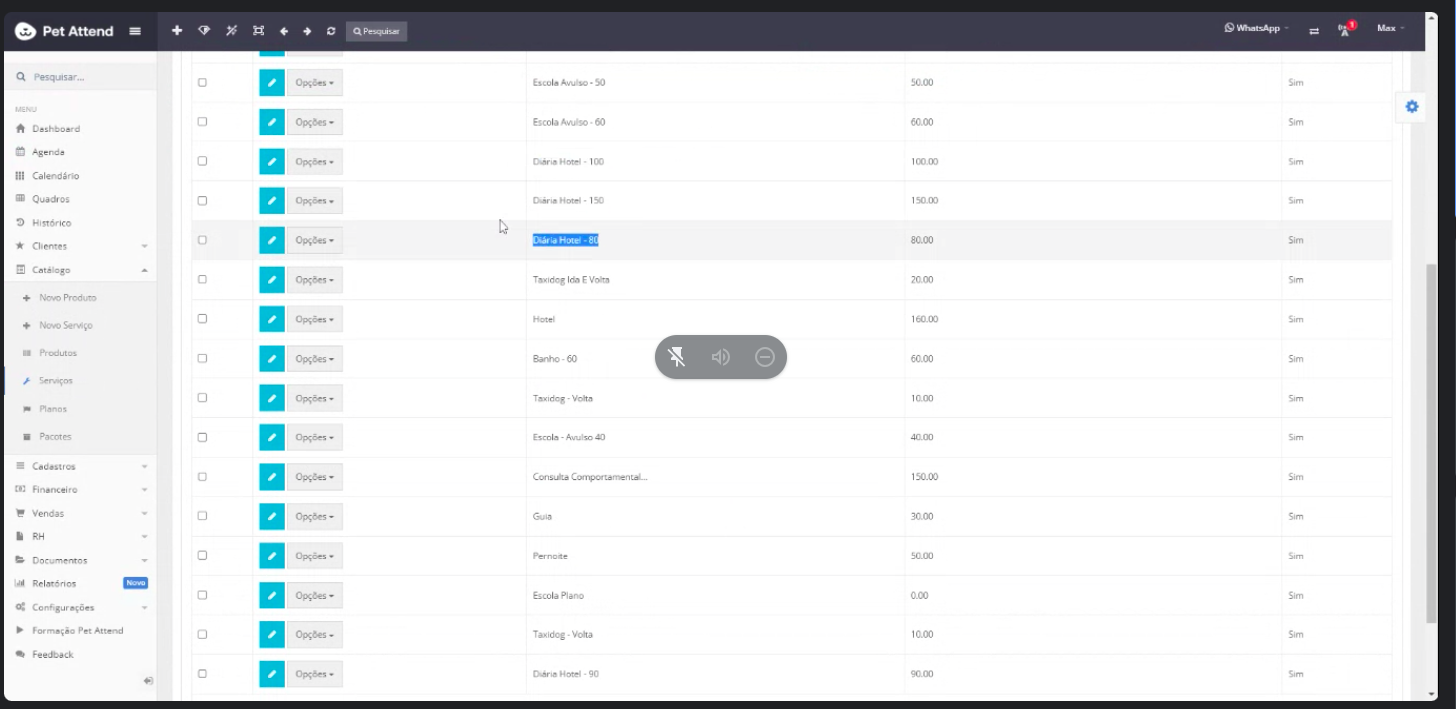 Pet Attend
Pesquisar
WhatsApp
1
Max
Pesquisar...
MENU
Dashboard
Agenda
Calendário
Quadros
Histórico
Clientes
Catálogo
Novo Produto
Novo Serviço
Produtos
Serviços
Planos
Pacotes
Cadastros
Financeiro
Vendas
RH
Documentos
Relatórios Novo
Configurações
Formação Pet Attend
Feedback
Opções Escola Avulso - 50 50.00 Sim
Opções Escola Avulso - 60 60.00 Sim
Opções Diária Hotel - 100 100.00 Sim
Opções Diária Hotel - 150 150.00 Sim
Opções Diária Hotel - 80 80.00 Sim
Opções Taxidog Ida E Volta 20.00 Sim
Opções Hotel 160.00 Sim
Opções Banho - 60 60.00 Sim
Opções Taxidog - Volta 10.00 Sim
Opções Escola - Avulso 40 40.00 Sim
Opções Consulta Comportamental... 150.00 Sim
Opções Guia 30.00 Sim
Opções Pernoite 50.00 Sim
Opções Escola Plano 0.00 Sim
Opções Taxidog - Volta 10.00 Sim
Opções Diária Hotel - 90 90.00 Sim